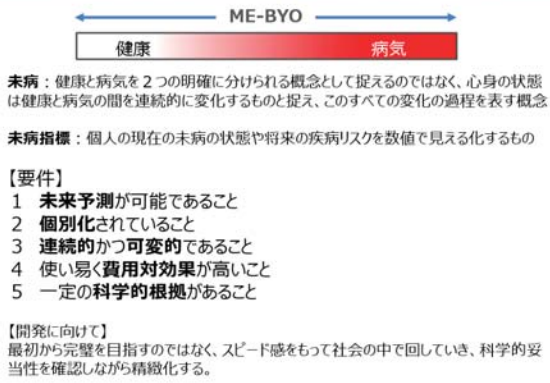 ME-BYO
健康 病気
未病：健康と病気を２つの明確に分けられる概念として捉えるのではなく、心身の状態
は健康と病気の間を連続的に変化するものと捉え、このすべての変化の過程を表す概念
未病指標：個人の現在の未病の状態や将来の疾病リスクを数値で見える化するもの
【要件】
1 未来予測が可能であること
2 個別化されていること
3 連続的かつ可変的であること
4 使い易く費用対効果が高いこと
5 一定の科学的根拠があること
【開発に向けて】
最初から完璧を目指すのではなく、スピード感をもって社会の中で回していき、科学的妥
当性を確認しながら精緻化する。